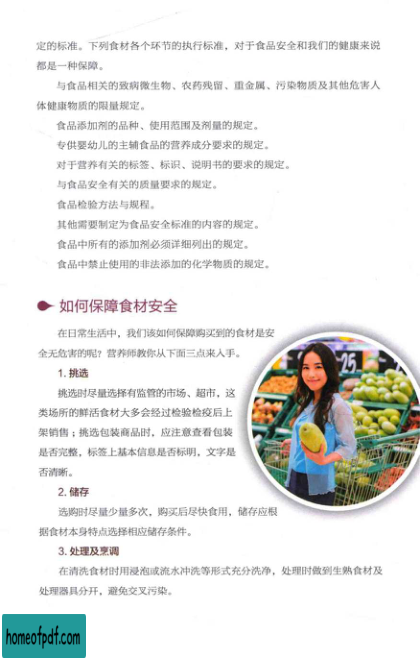 定的标准。下列食材各个环节的执行标准，对于食品安全和我们的健康来说
都是一种保障。
与食品相关的致病微生物、农药残留、重金属、污染物质及其他危害人
体健康物质的限量规定。
食品添加剂的品种、使用范围及剂量的规定。
专供婴幼儿的主辅食品的营养成分要求的规定。
对于营养有关的标签、标识、说明书的要求的规定。
与食品安全有关的质量要求的规定。
食品检验方法与规程。
其他需要制定为食品安全标准的内容的规定。
食品中所有的添加剂必须详细列出的规定。
食品中禁止使用的非法添加的化学物质的规定。
如何保障食材安全
在日常生活中，我们该如何保障购买到的食材是安
全无危害的呢？营养师教你从下面三点来入手。
1. 挑选
挑选时尽量选择有监管的市场、超市，这
类场所的鲜活食材大多会经过检验检疫后上
架销售；挑选包装商品时，应注意查看包装
是否完整，标签上基本信息是否标明，文字是
否清晰。
2. 储存
选购时尽量少量多次，购买后尽快食用，储存应根
据食材本身特点选择相应储存条件。
3. 处理及烹调
在清洗食材时用浸泡或流水冲洗等形式充分洗净，处理时做到生熟食材及
处理器具分开，避免交叉污染。
25
homeofpdf.com